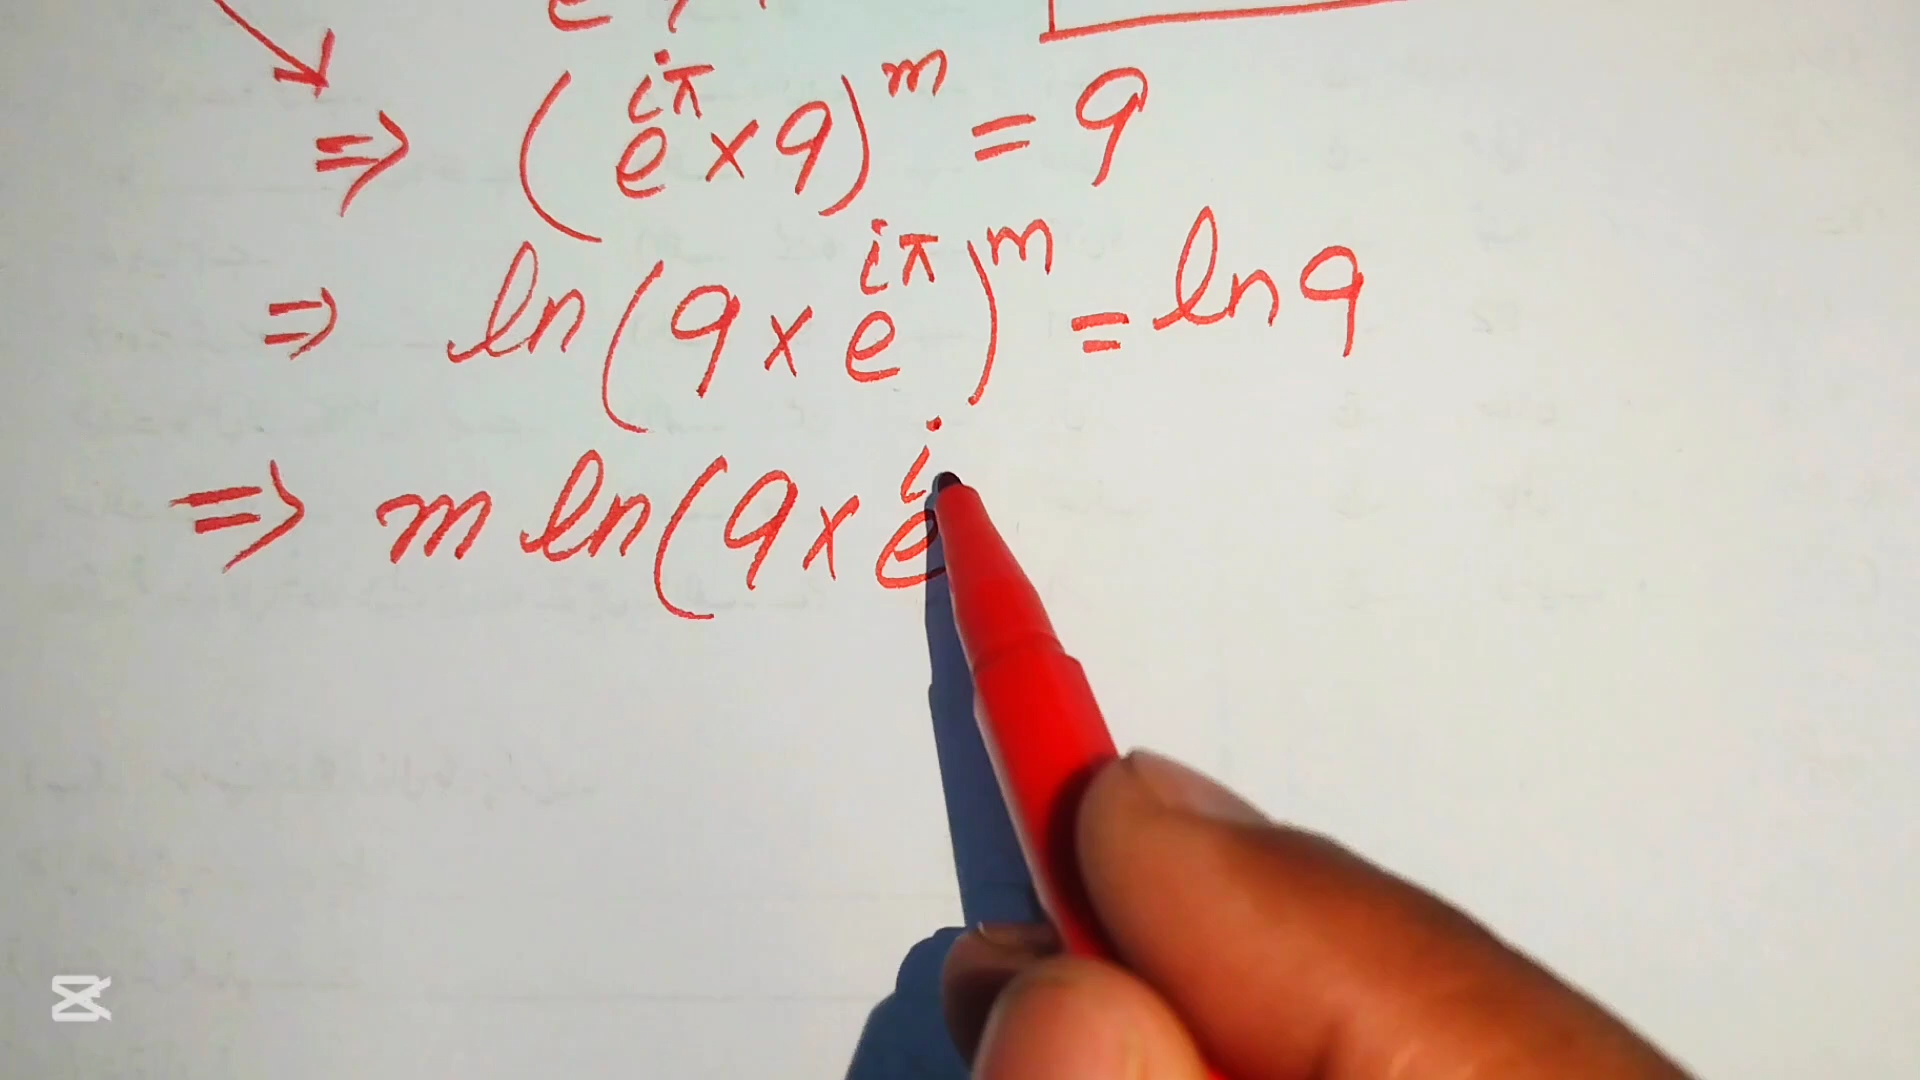 ⇒ (e^{iπ} × 9)^m = 9
⇒ ln(9 × e^{iπ})^m = ln 9
⇒ m ln(9 × e^i